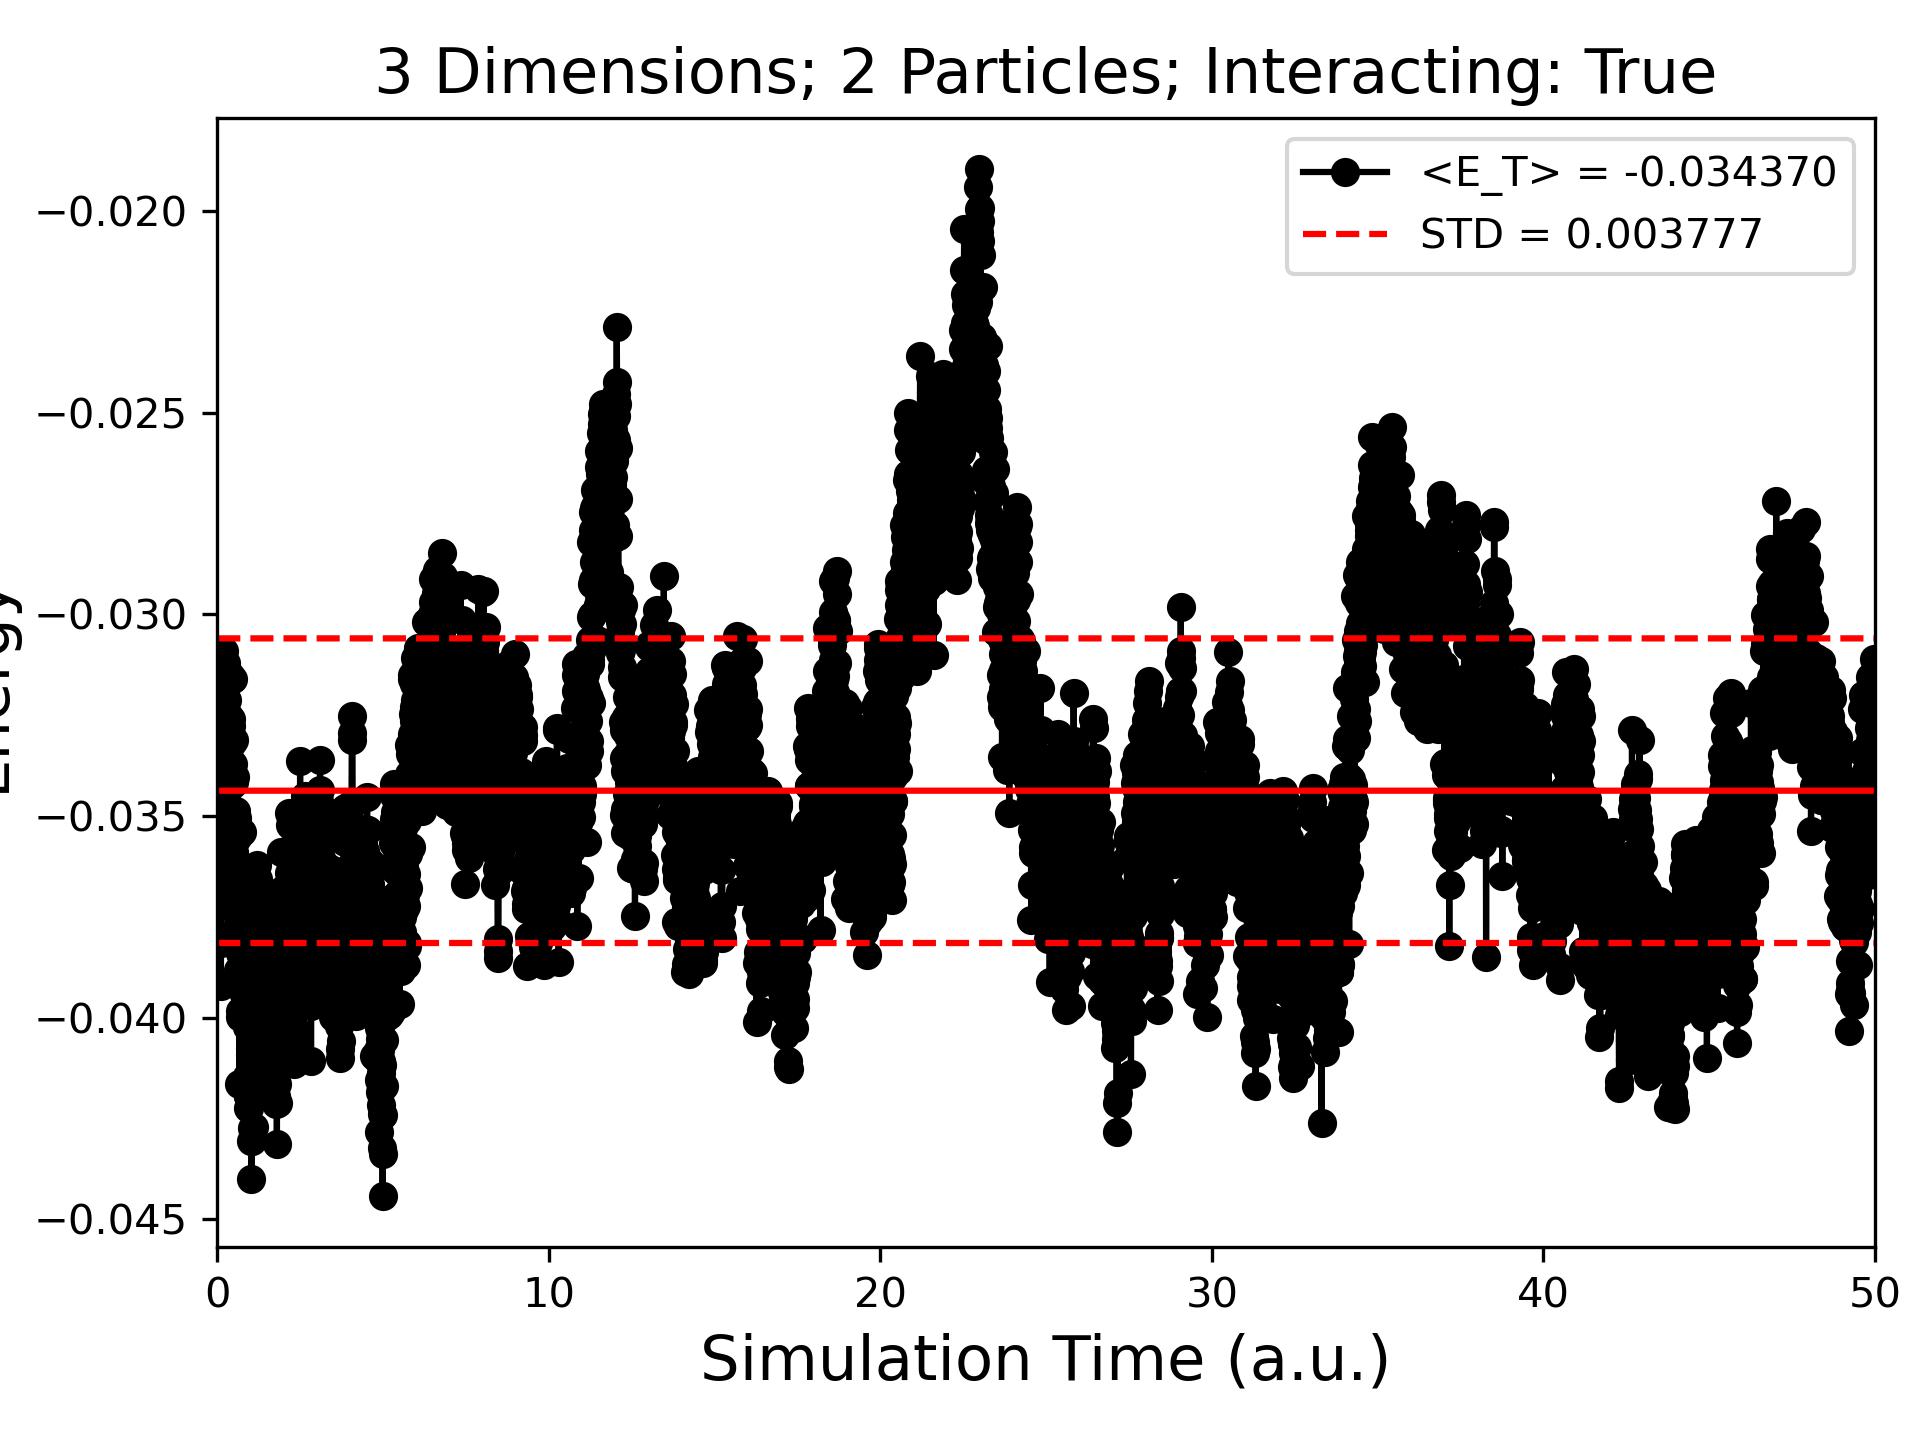 3 Dimensions; 2 Particles; Interacting: True
<E_T> = -0.034370
STD = 0.003777
−0.020
−0.025
−0.030
−0.035
−0.040
−0.045
Energy
0 10 20 30 40 50
Simulation Time (a.u.)